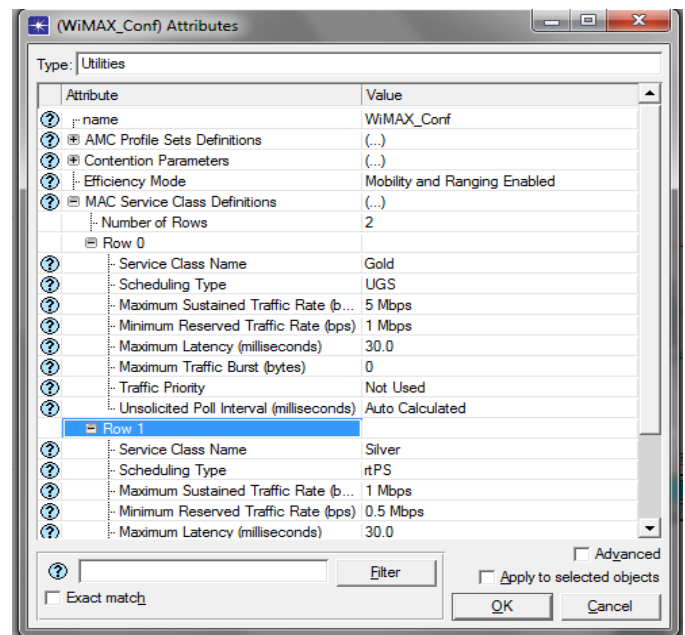 (WiMAX_Conf) Attributes
Type: Utilities
Attribute Value
name WiMAX_Conf
AMC Profile Sets Definitions (...)
Contention Parameters (...)
Efficiency Mode Mobility and Ranging Enabled
MAC Service Class Definitions (...)
Number of Rows 2
Row 0
Service Class Name Gold
Scheduling Type UGS
Maximum Sustained Traffic Rate (b... 5 Mbps
Minimum Reserved Traffic Rate (bps) 1 Mbps
Maximum Latency (milliseconds) 30.0
Maximum Traffic Burst (bytes) 0
Traffic Priority Not Used
Unsolicited Poll Interval (milliseconds) Auto Calculated
Row 1
Service Class Name Silver
Scheduling Type rtPS
Maximum Sustained Traffic Rate (b... 1 Mbps
Minimum Reserved Traffic Rate (bps) 0.5 Mbps
Maximum Latency (milliseconds) 30.0
Advanced
Filter Apply to selected objects
Exact match
OK Cancel